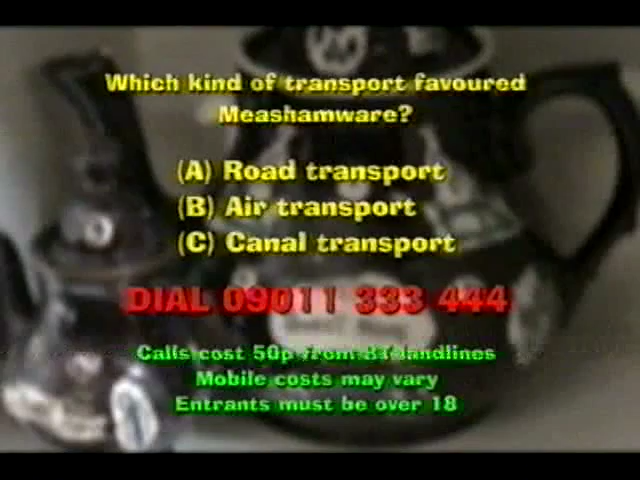 Which kind of transport favoured
Meashamware?
(A) Road transport
(B) Air transport
(C) Canal transport
DIAL 09011 333 444
Calls cost 50p from BT landlines
Mobile costs may vary
Entrants must be over 18